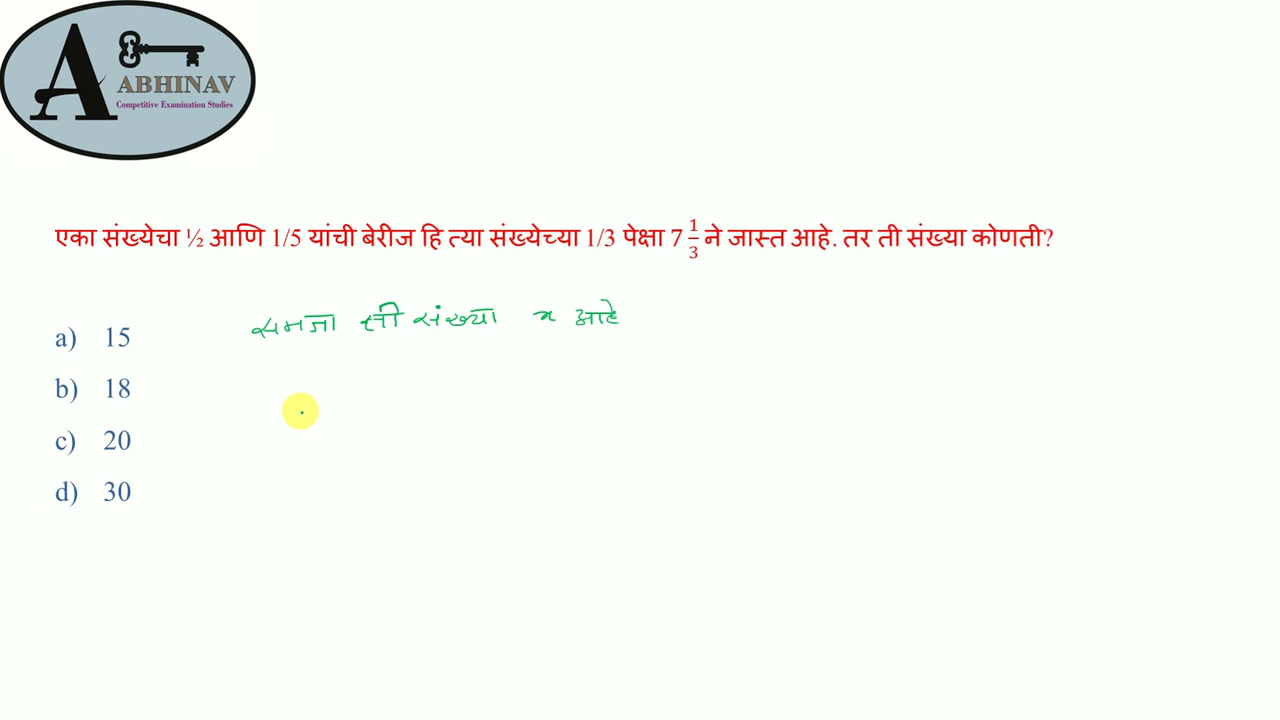 A
ABHINAV
Competitive Examination Studies
एका संख्येचा ½ आणि 1/5 यांची बेरीज हि त्या संख्येच्या 1/3 पेक्षा 7 1/3 ने जास्त आहे. तर ती संख्या कोणती?
समजा ती संख्या x आहे
a) 15
b) 18
c) 20
d) 30